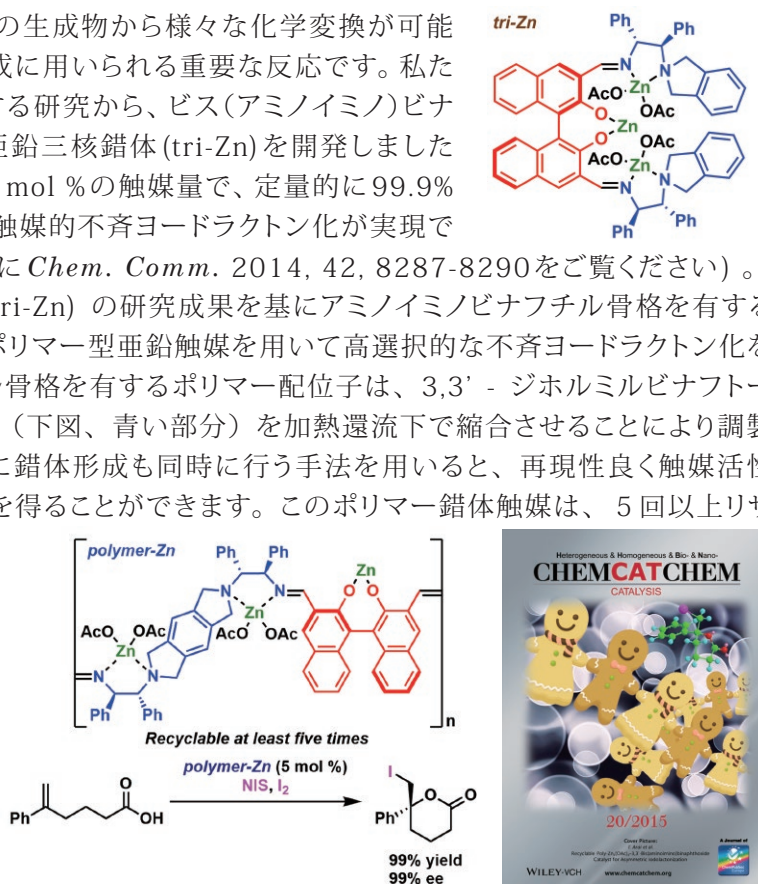 の生成物から様々な化学変換が可能
成に用いられる重要な反応です。私た
する研究から、ビス(アミノイミノ)ビナ
亜鉛三核錯体(tri-Zn)を開発しました
mol %の触媒量で、定量的に99.9%
触媒的不斉ヨードラクトン化が実現で
にChem. Comm. 2014, 42, 8287-8290をご覧ください)。
ri-Zn) の研究成果を基にアミノイミノビナフチル骨格を有する
ポリマー型亜鉛触媒を用いて高選択的な不斉ヨードラクトン化を
ル骨格を有するポリマー配位子は、3,3' - ジホルミルビナフトー
(下図、青い部分)を加熱還流下で縮合させることにより調製
に錯体形成も同時に行う手法を用いると、再現性良く触媒活性
を得ることができます。このポリマー錯体触媒は、5回以上リサ
tri-Zn
Ph Ph
N N
Zn
AcO OAc
O
Zn
O
OAc
AcO Zn
N N
Ph Ph
polymer-Zn
Ph Ph
Zn
N N
O O
AcO OAc
Zn
AcO OAc
Zn
N N
Ph Ph
n
Recyclable at least five times
polymer-Zn (5 mol %)
NIS, I2
O
Ph OH
I
O O
Ph
99% yield
99% ee
Heterogeneous & Homogeneous & Bio- & Nano-
CHEMCATCHEM
CATALYSIS
20/2015
Cover Picture:
WILEY-VCH
www.chemcatchem.org
A Journal of